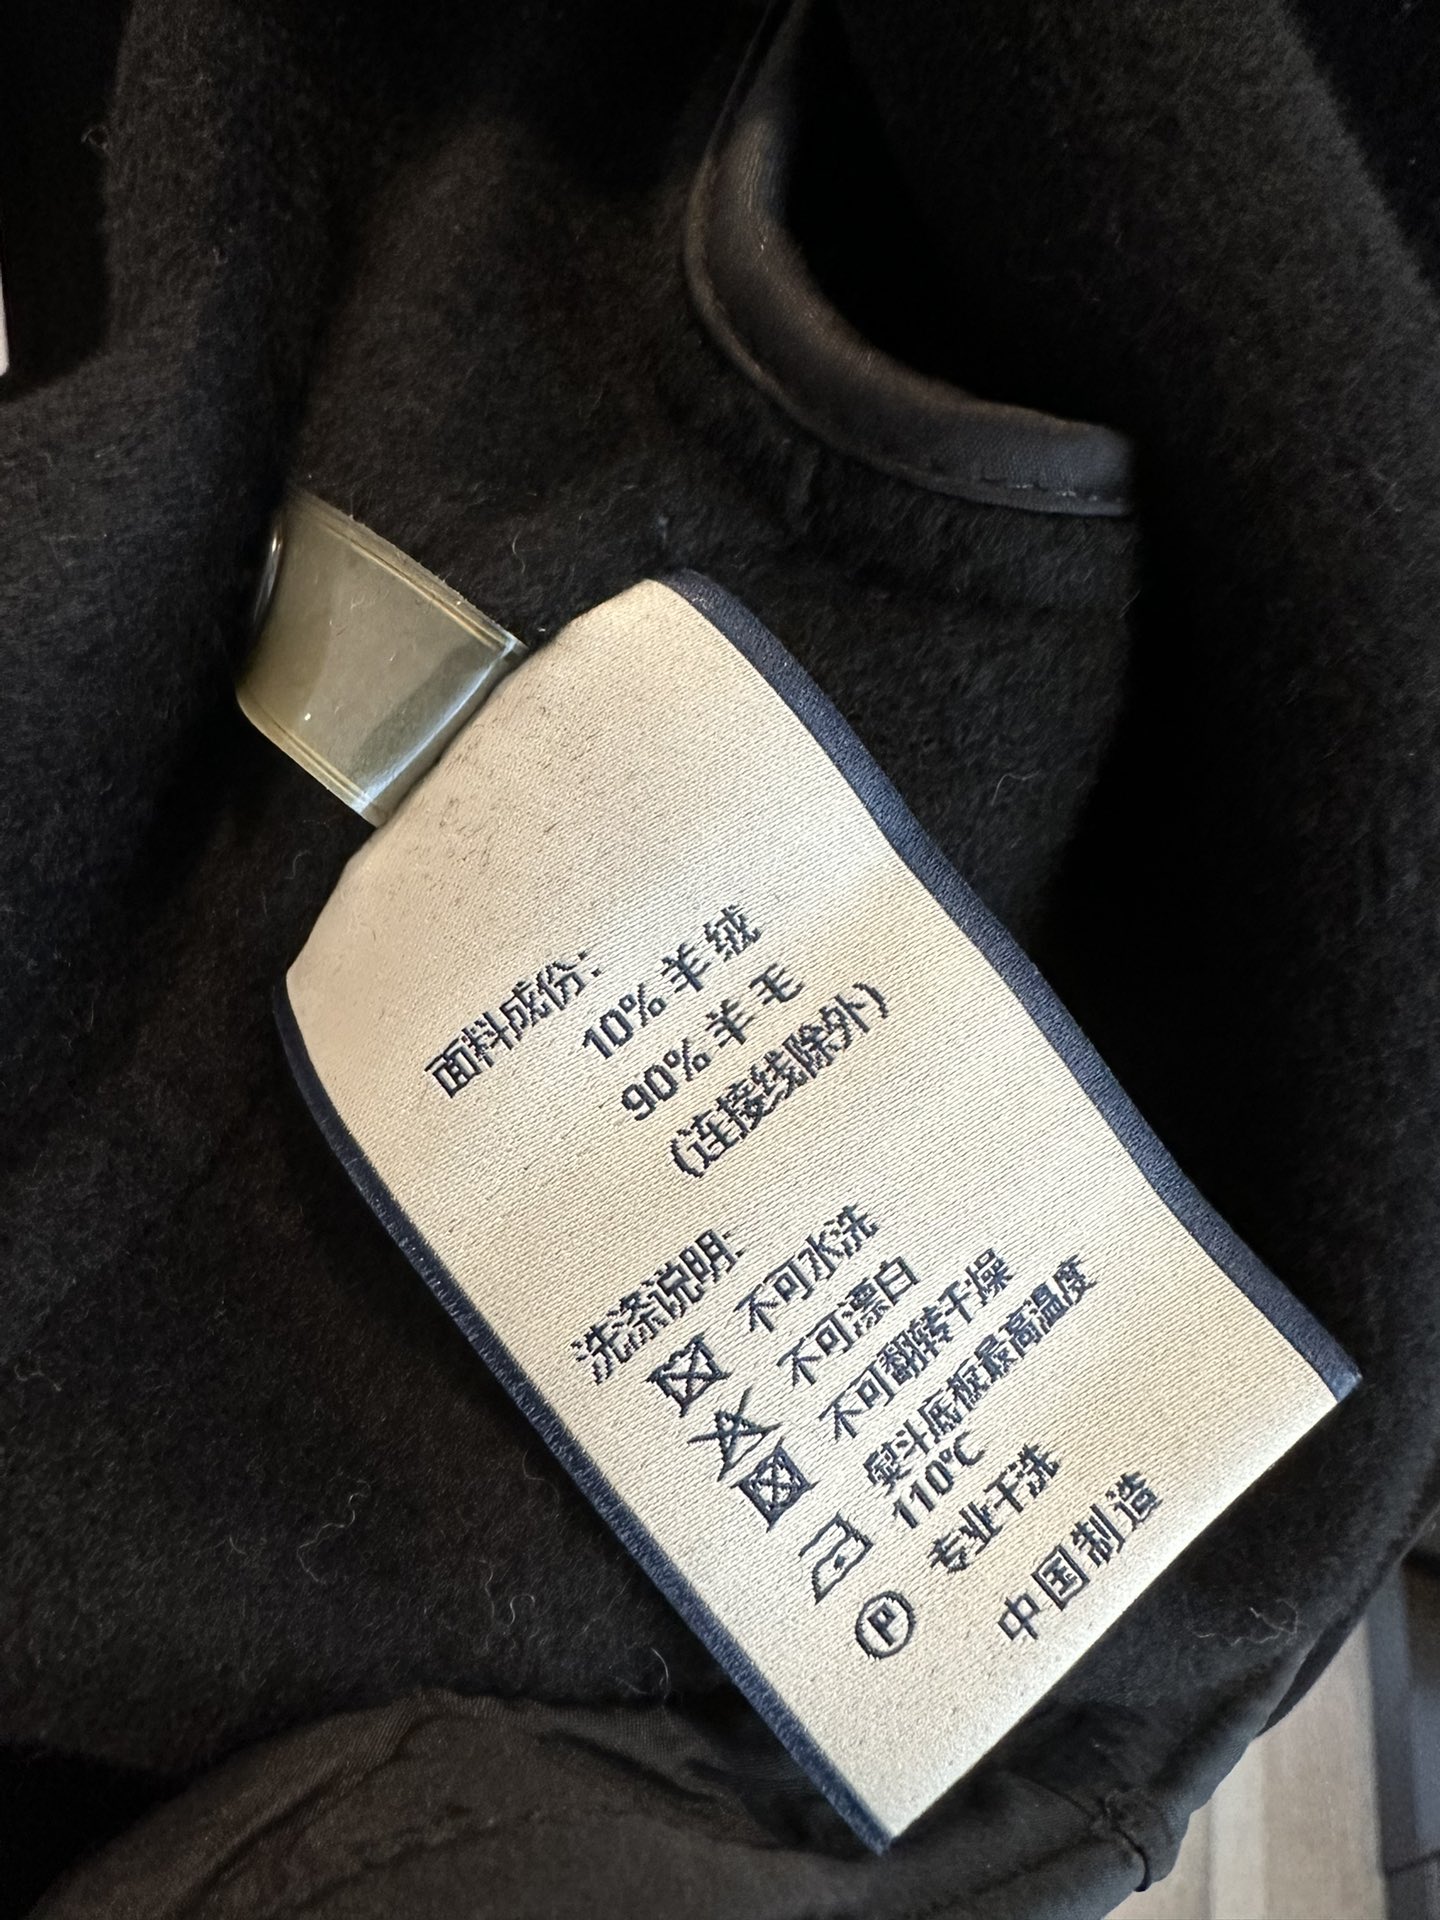 面料成份:
10% 羊绒
90% 羊毛
(连接线除外)
洗涤说明:
不可水洗
不可漂白
不可翻转干燥
熨斗底板最高温度
110℃
P 专业干洗
中国制造